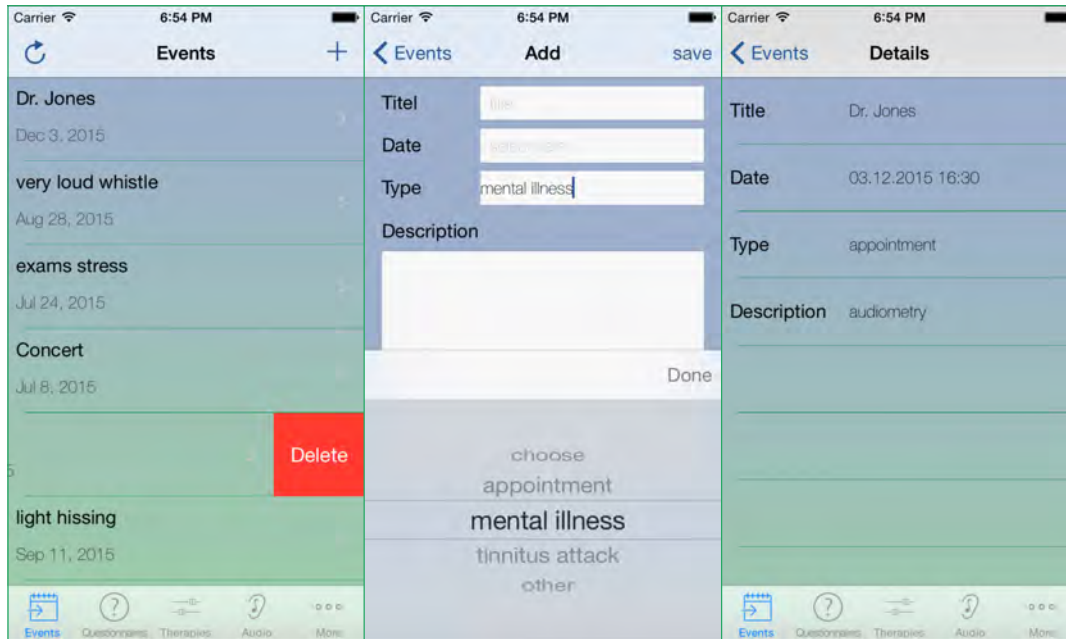 Carrier 6:54 PM
Events
Dr. Jones
Dec 3, 2015
very loud whistle
Aug 28, 2015
exams stress
Jul 24, 2015
Concert
Jul 8, 2015
5
Delete
light hissing
Sep 11, 2015
Events Questionnaires Therapies Audio More
Carrier 6:54 PM
Events Add save
Titel title
Date
Type mental illness
Description
Done
choose
appointment
mental illness
tinnitus attack
other
Carrier 6:54 PM
Events Details
Title Dr. Jones
Date 03.12.2015 16:30
Type appointment
Description audiometry
Events Questionnaires Therapies Audio More